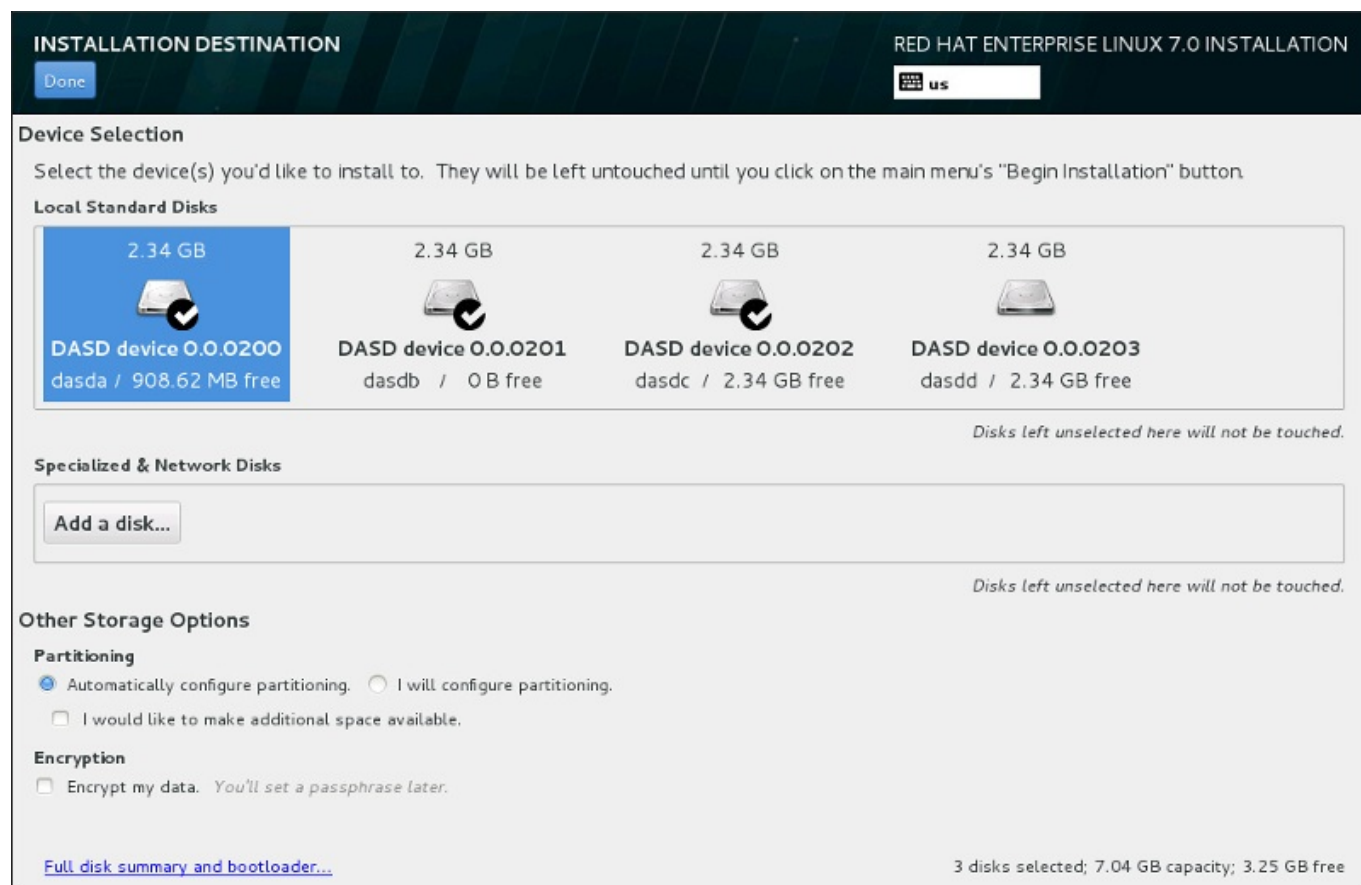 INSTALLATION DESTINATION
RED HAT ENTERPRISE LINUX 7.0 INSTALLATION
Done
us
Device Selection
Select the device(s) you'd like to install to. They will be left untouched until you click on the main menu's "Begin Installation" button.
Local Standard Disks
2.34 GB
DASD device 0.0.0200
dasda / 908.62 MB free
2.34 GB
DASD device 0.0.0201
dasdb / 0 B free
2.34 GB
DASD device 0.0.0202
dasdc / 2.34 GB free
2.34 GB
DASD device 0.0.0203
dasdd / 2.34 GB free
Disks left unselected here will not be touched.
Specialized & Network Disks
Add a disk...
Disks left unselected here will not be touched.
Other Storage Options
Partitioning
Automatically configure partitioning. I will configure partitioning.
I would like to make additional space available.
Encryption
Encrypt my data. You'll set a passphrase later.
Full disk summary and bootloader...
3 disks selected; 7.04 GB capacity; 3.25 GB free